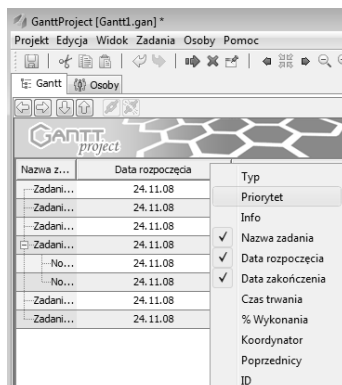 GanttProject [Gantt1.gan] *
Projekt Edycja Widok Zadania Osoby Pomoc
Gantt Osoby
GANTT
project
Nazwa z... Data rozpoczęcia
Zadani... 24.11.08
Zadani... 24.11.08
Zadani... 24.11.08
Zadani... 24.11.08
No... 24.11.08
No... 24.11.08
Zadani... 24.11.08
Zadani... 24.11.08
Typ
Priorytet
Info
Nazwa zadania
Data rozpoczęcia
Data zakończenia
Czas trwania
% Wykonania
Koordynator
Poprzednicy
ID